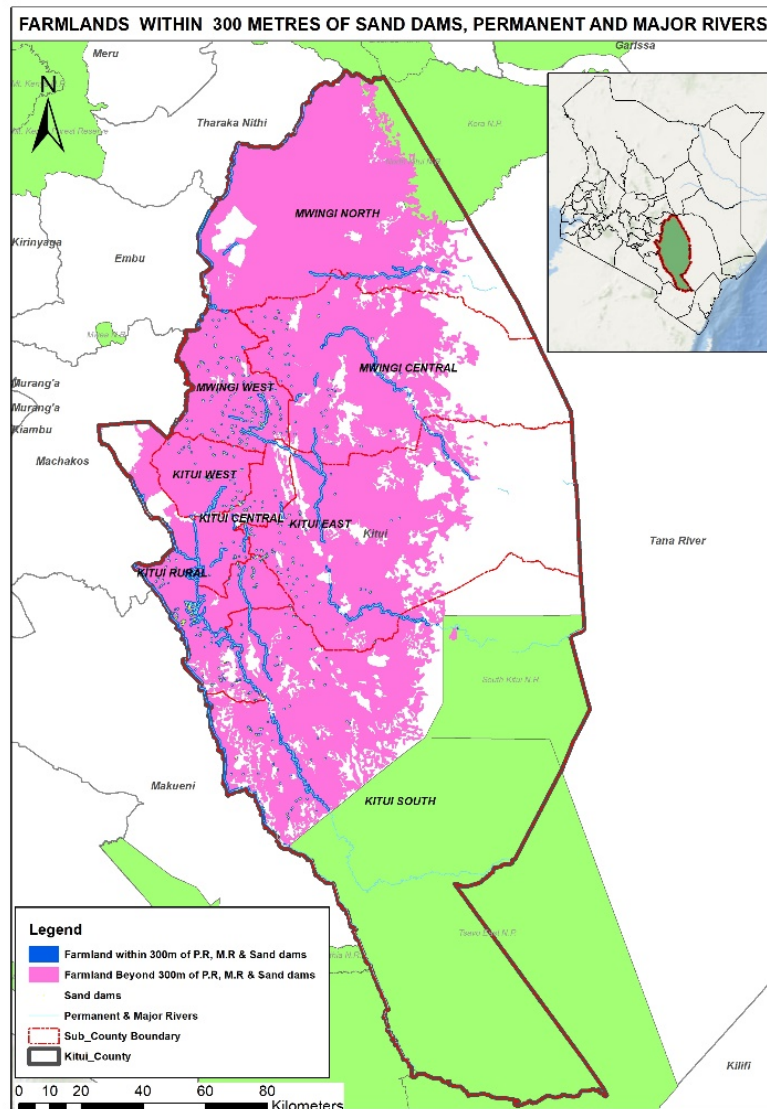 FARMLANDS WITHIN 300 METRES OF SAND DAMS, PERMANENT AND MAJOR RIVERS
Meru
Garissa
N
Tharaka Nithi
Kora N.P.
MWINGI NORTH
Kirinyaga
Embu
MWINGI CENTRAL
Murang'a
MWINGI WEST
Murang'a
Kiambu
Machakos
KITUI WEST
KITUI CENTRAL
KITUI EAST
Kitui
Tana River
KITUI RURAL
South Kitui N.R.
Makueni
KITUI SOUTH
Tsavo East N.P.
Kilifi
Legend
Farmland within 300m of P.R, M.R & Sand dams
Farmland Beyond 300m of P.R, M.R & Sand dams
Sand dams
Permanent & Major Rivers
Sub_County Boundary
Kitui_County
0 10 20 40 60 80
Kilometers